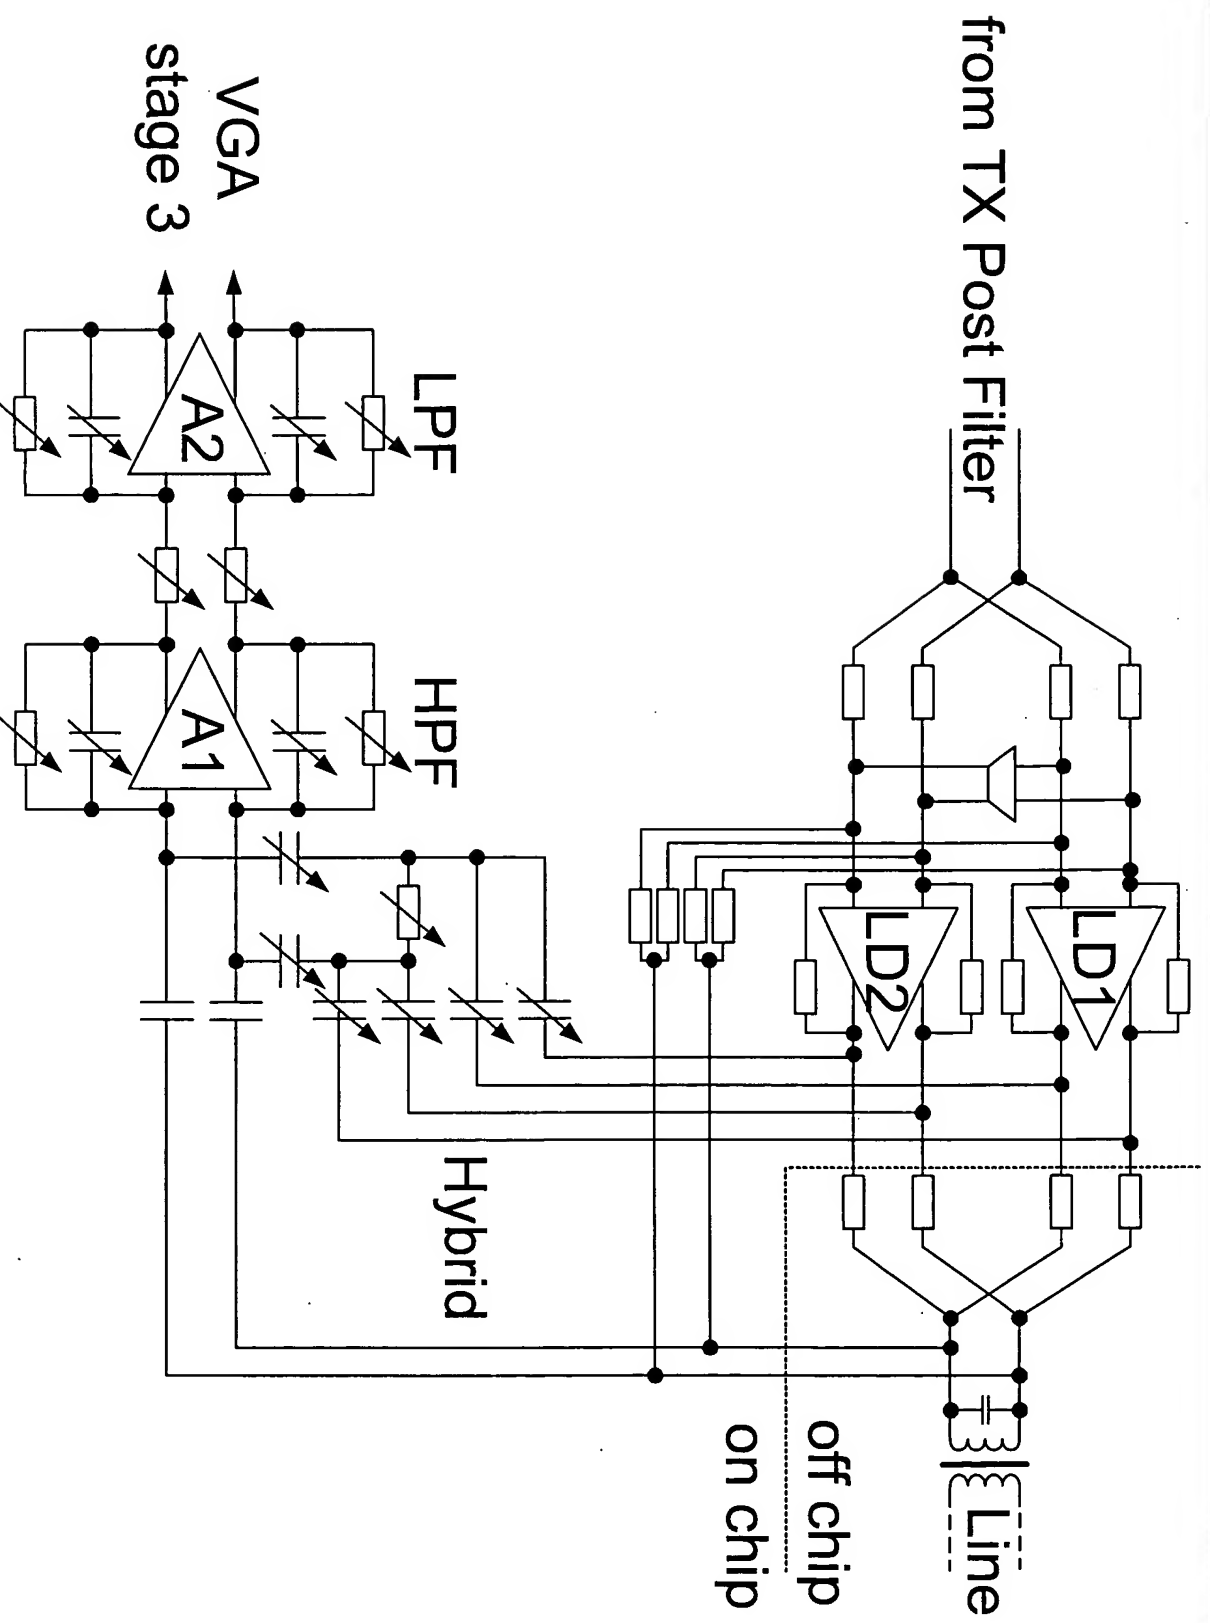 from TX Post Filter
LD1
LD2
off chip
on chip
Line
Hybrid
LPF
HPF
A2
A1
VGA
stage 3